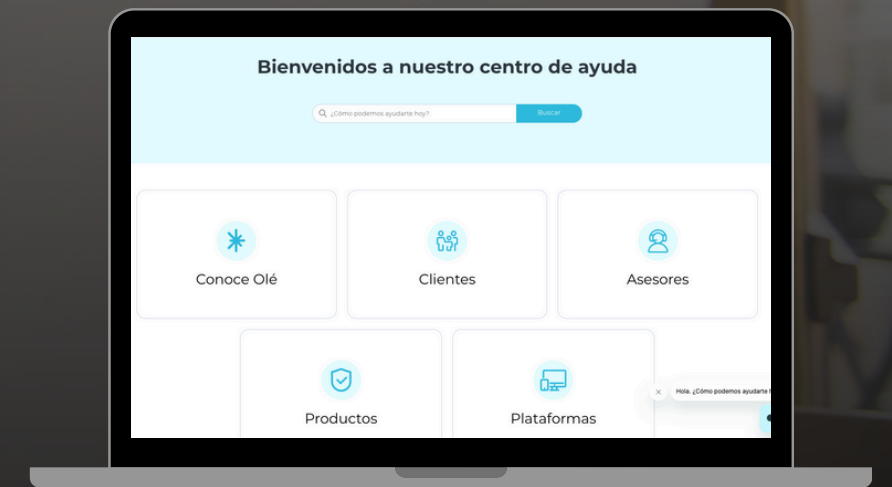 Bienvenidos a nuestro centro de ayuda
¿Cómo podemos ayudarte hoy?
Buscar
Conoce Olé
Clientes
Asesores
Productos
Plataformas
Hola. ¿Cómo podemos ayudarte